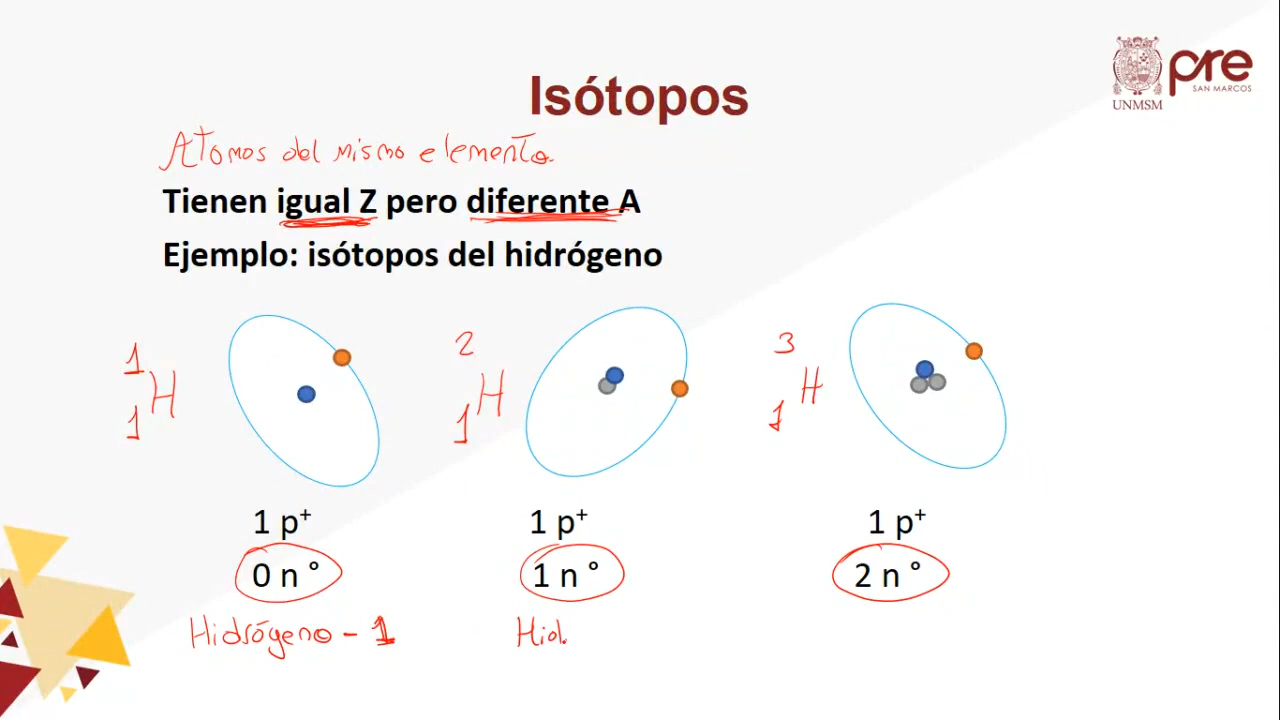 Isótopos
UNMSM
pre
SAN MARCOS
Atomos del mismo elemento.
Tienen igual Z pero diferente A
Ejemplo: isótopos del hidrógeno
1 1 H
2 1 H
3 1 H
1 p⁺
1 p⁺
1 p⁺
0 n °
1 n °
2 n °
Hidrógeno - 1
Hid